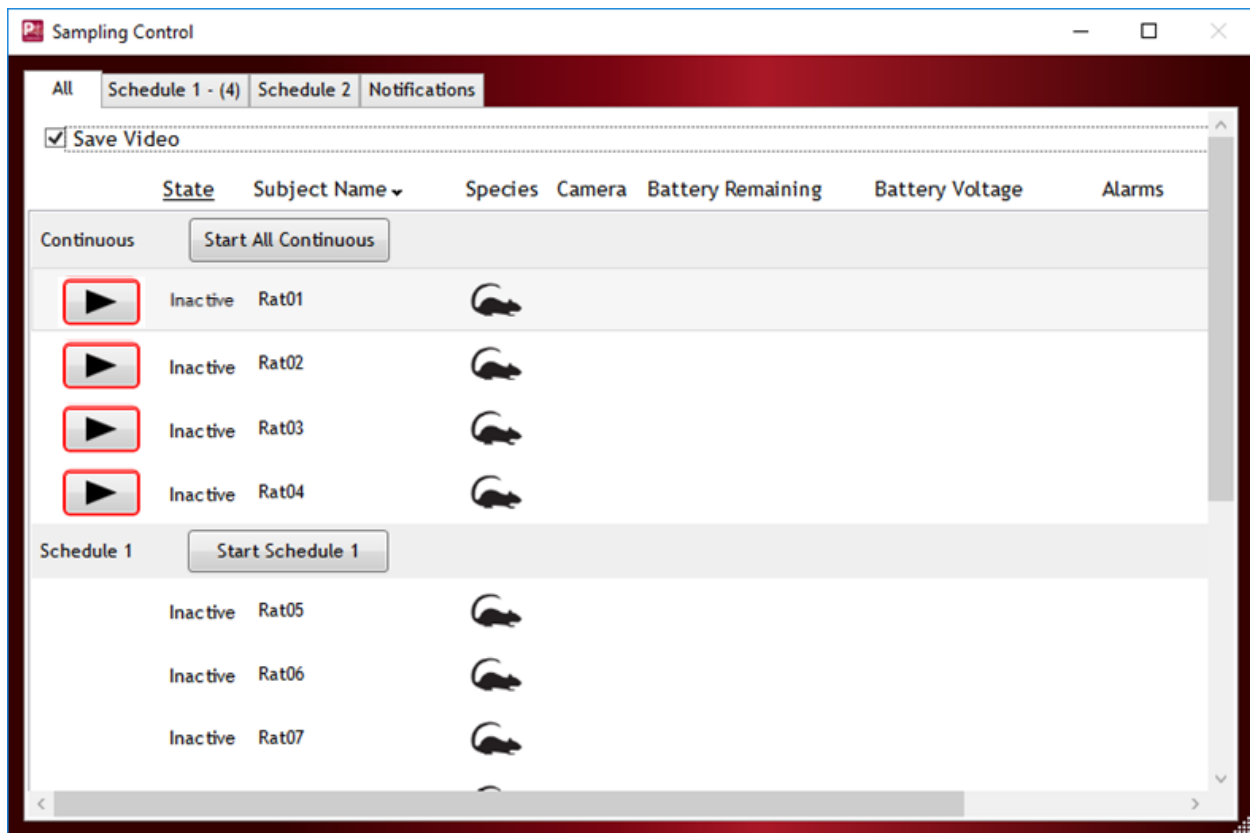 Sampling Control
All Schedule 1 - (4) Schedule 2 Notifications
Save Video
State Subject Name Species Camera Battery Remaining Battery Voltage Alarms
Continuous Start All Continuous
Inactive Rat01
Inactive Rat02
Inactive Rat03
Inactive Rat04
Schedule 1 Start Schedule 1
Inactive Rat05
Inactive Rat06
Inactive Rat07